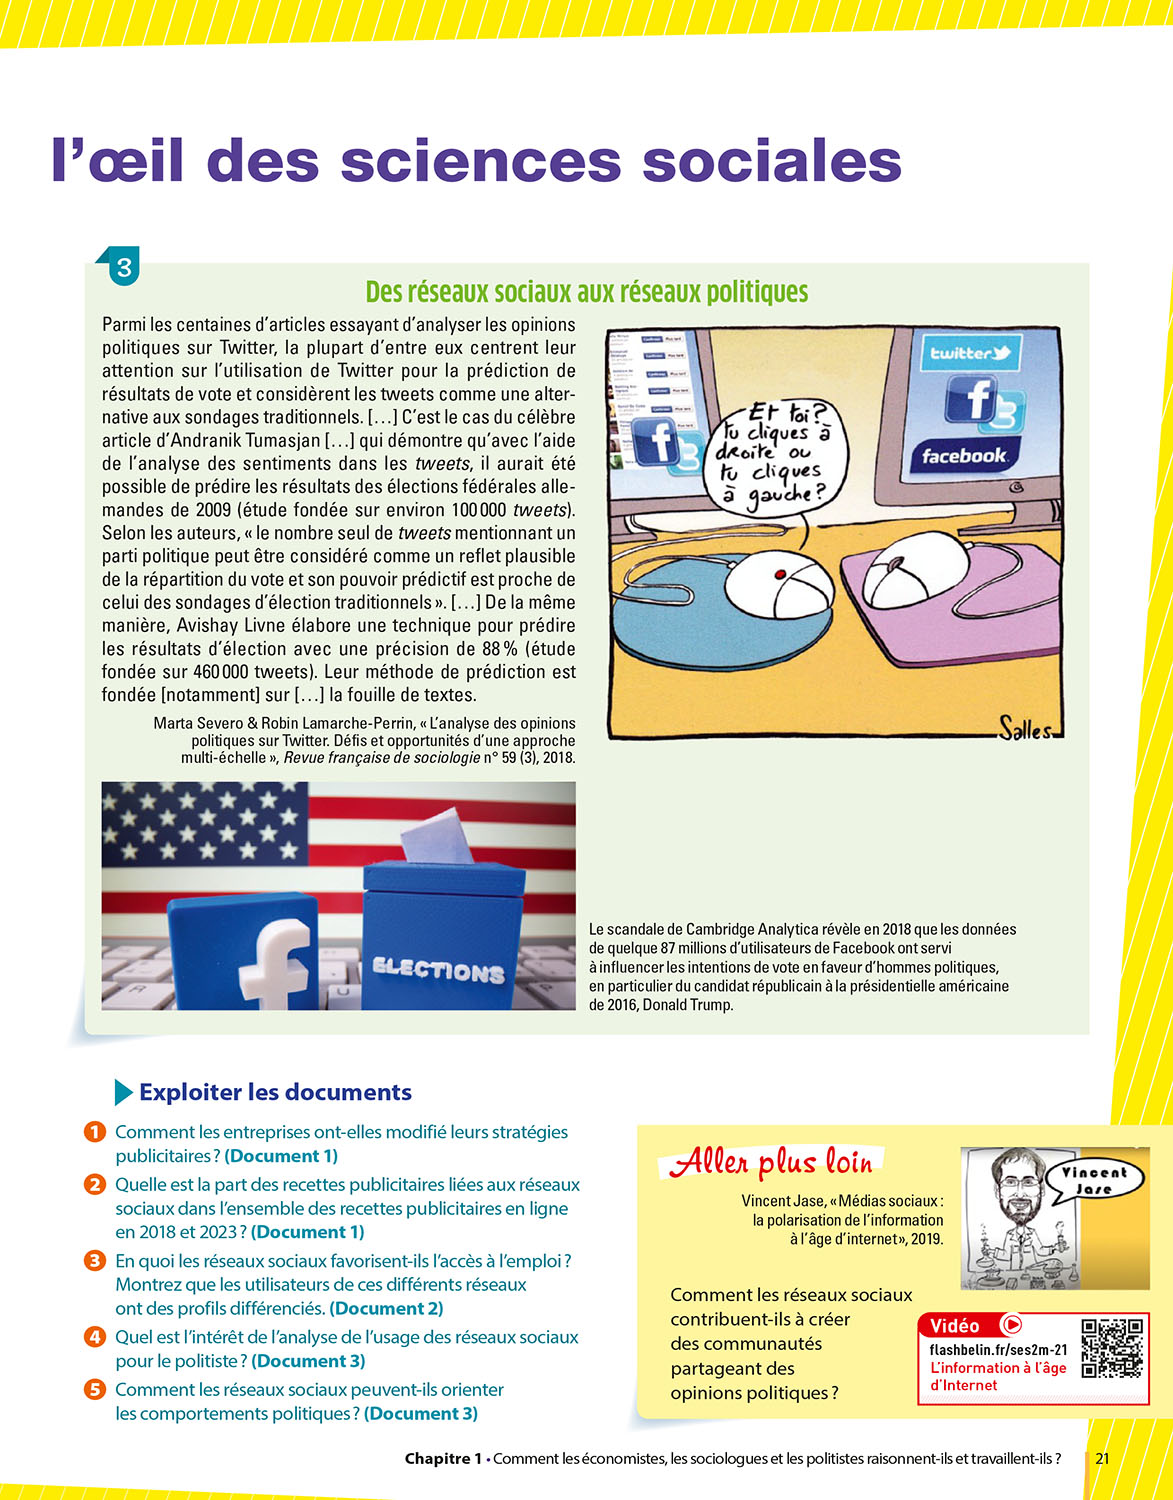 l’œil des sciences sociales
3
Des réseaux sociaux aux réseaux politiques
Parmi les centaines d’articles essayant d’analyser les opinions
politiques sur Twitter, la plupart d’entre eux centrent leur
attention sur l’utilisation de Twitter pour la prédiction de
résultats de vote et considèrent les tweets comme une alter-
native aux sondages traditionnels. […] C’est le cas du célèbre
article d’Andranik Tumasjan […] qui démontre qu’avec l’aide
de l’analyse des sentiments dans les tweets, il aurait été
possible de prédire les résultats des élections fédérales alle-
mandes de 2009 (étude fondée sur environ 100 000 tweets).
Selon les auteurs, « le nombre seul de tweets mentionnant un
parti politique peut être considéré comme un reflet plausible
de la répartition du vote et son pouvoir prédictif est proche de
celui des sondages d’élection traditionnels ». […] De la même
manière, Avishay Livne élabore une technique pour prédire
les résultats d’élection avec une précision de 88 % (étude
fondée sur 460 000 tweets). Leur méthode de prédiction est
fondée [notamment] sur […] la fouille de textes.
Marta Severo & Robin Lamarche-Perrin, « L’analyse des opinions
politiques sur Twitter. Défis et opportunités d’une approche
multi-échelle », Revue française de sociologie n° 59 (3), 2018.
twitter
facebook
Et toi?
tu cliques à
droite ou
tu cliques
à gauche?
Salles
ELECTIONS
Le scandale de Cambridge Analytica révèle en 2018 que les données
de quelque 87 millions d’utilisateurs de Facebook ont servi
à influencer les intentions de vote en faveur d’hommes politiques,
en particulier du candidat républicain à la présidentielle américaine
de 2016, Donald Trump.
Exploiter les documents
1 Comment les entreprises ont-elles modifié leurs stratégies
publicitaires ? (Document 1)
2 Quelle est la part des recettes publicitaires liées aux réseaux
sociaux dans l’ensemble des recettes publicitaires en ligne
en 2018 et 2023 ? (Document 1)
3 En quoi les réseaux sociaux favorisent-ils l’accès à l’emploi ?
Montrez que les utilisateurs de ces différents réseaux
ont des profils différenciés. (Document 2)
4 Quel est l’intérêt de l’analyse de l’usage des réseaux sociaux
pour le politiste ? (Document 3)
5 Comment les réseaux sociaux peuvent-ils orienter
les comportements politiques ? (Document 3)
Aller plus loin
Vincent Jase, « Médias sociaux :
la polarisation de l’information
à l’âge d’internet », 2019.
Vincent
Jase
Comment les réseaux sociaux
contribuent-ils à créer
des communautés
partageant des
opinions politiques ?
Vidéo
flashbelin.fr/ses2m-21
L’information à l’âge
d’Internet
Chapitre 1 • Comment les économistes, les sociologues et les politistes raisonnent-ils et travaillent-ils ? 21